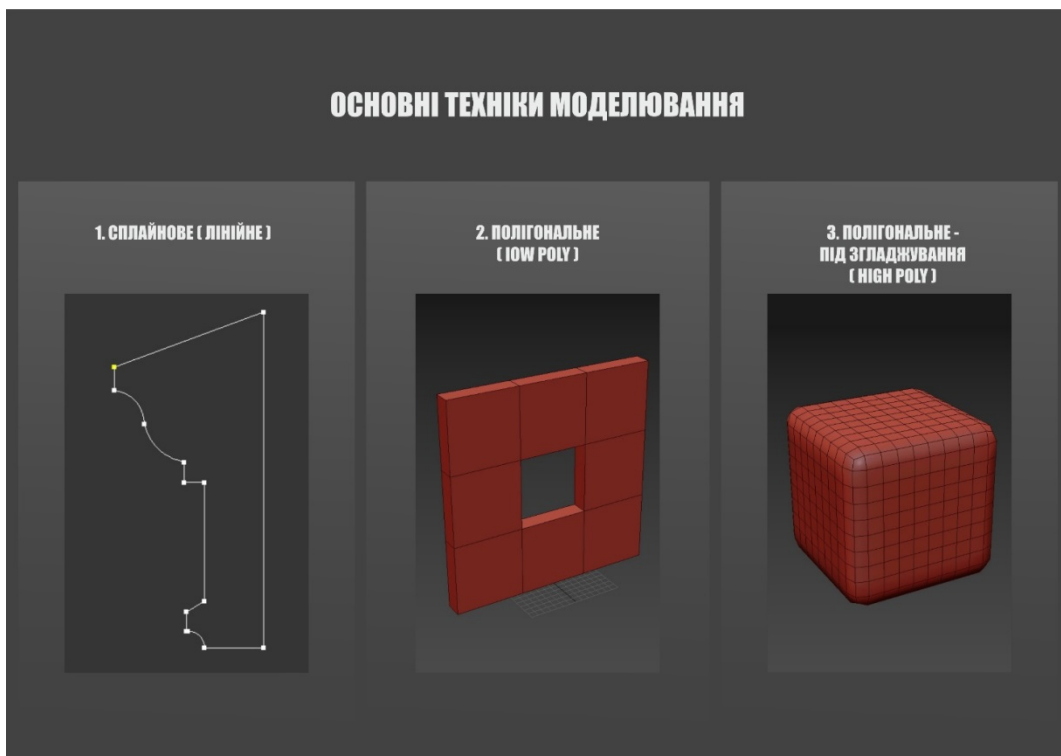 ОСНОВНІ ТЕХНІКИ МОДЕЛЮВАННЯ
1. СПЛАЙНОВЕ ( ЛІНІЙНЕ )
2. ПОЛІГОНАЛЬНЕ
( lOW POLY )
3. ПОЛІГОНАЛЬНЕ -
ПІД ЗГЛАДЖУВАННЯ
( HIGH POLY )